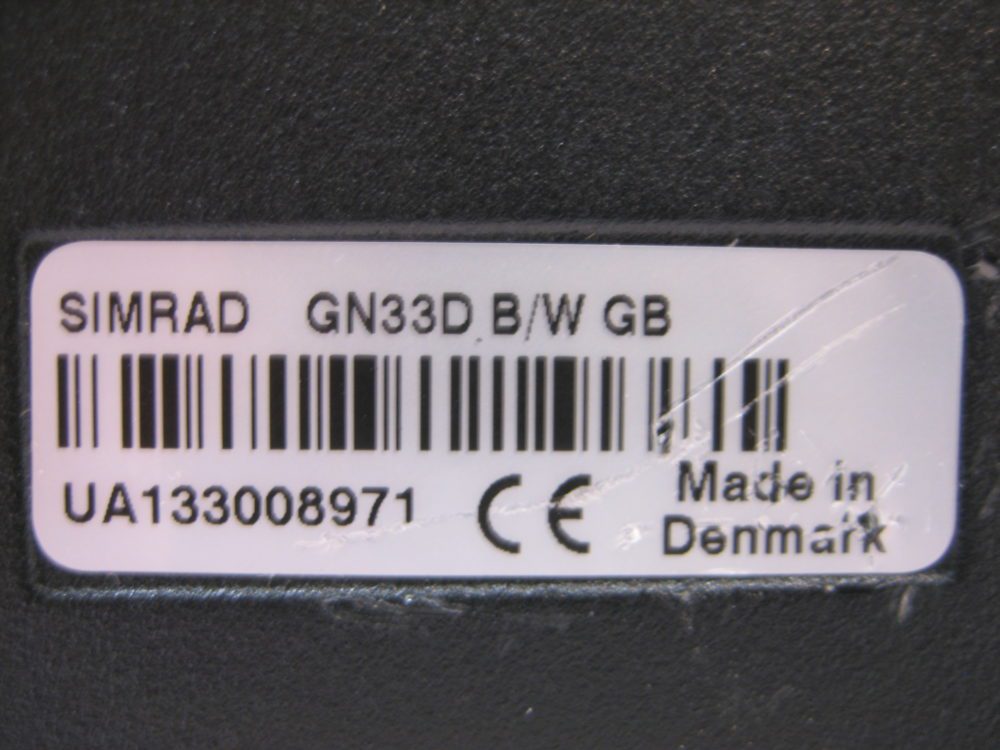 SIMRAD GN33D B/W GB
UA133008971 CE Made in
Denmark